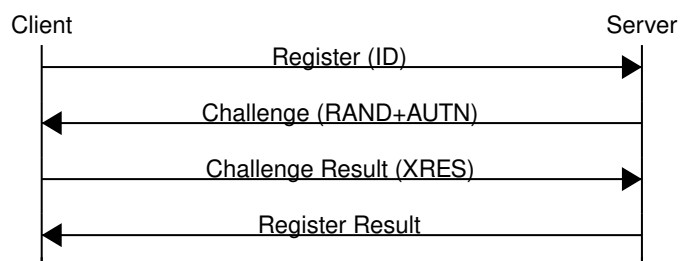 Client Server
Register (ID)
Challenge (RAND+AUTN)
Challenge Result (XRES)
Register Result